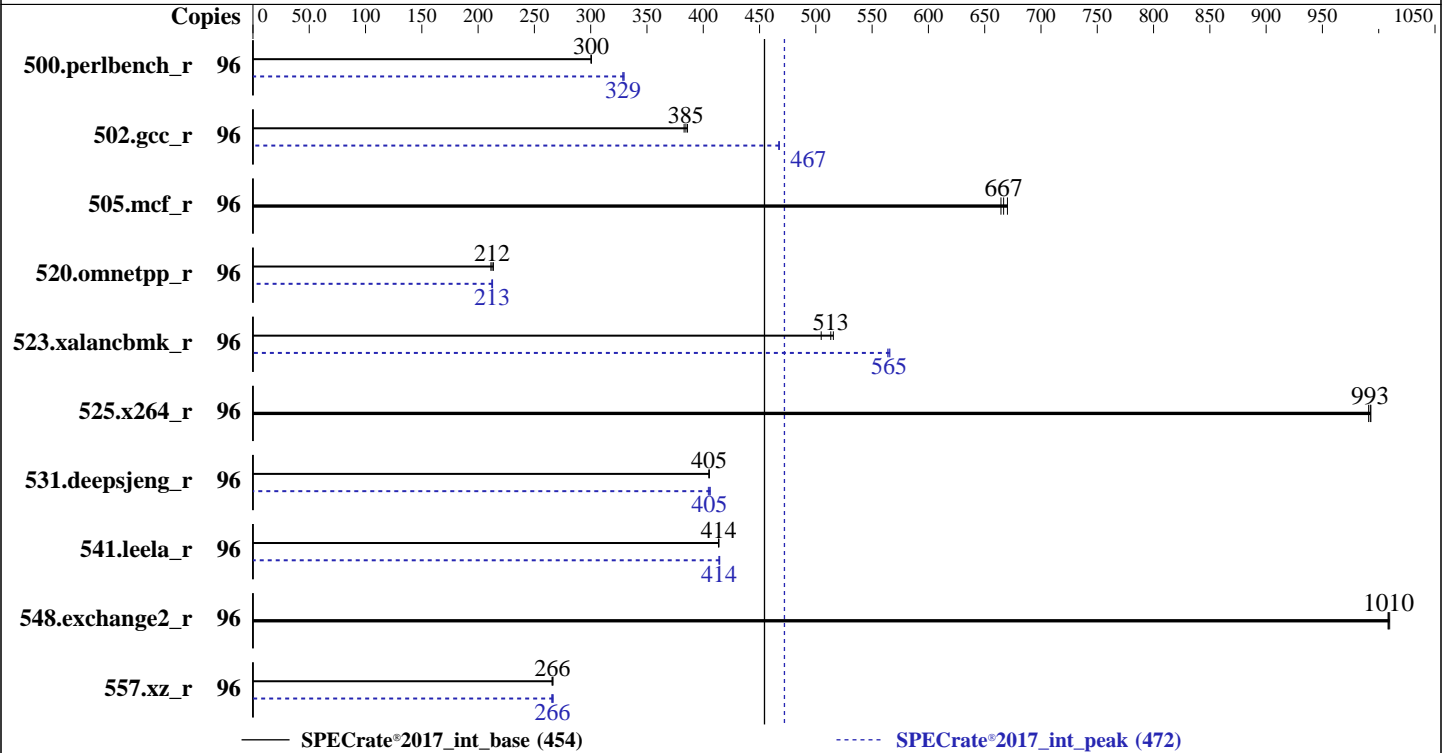 Copies 0 50.0 100 150 200 250 300 350 400 450 500 550 600 650 700 750 800 850 900 950 1050
300
500.perlbench_r 96
329
385
502.gcc_r 96
467
667
505.mcf_r 96
212
520.omnetpp_r 96
213
513
523.xalancbmk_r 96
565
993
525.x264_r 96
405
531.deepsjeng_r 96
405
414
541.leela_r 96
414
1010
548.exchange2_r 96
266
557.xz_r 96
266
SPECrate®2017_int_base (454) SPECrate®2017_int_peak (472)